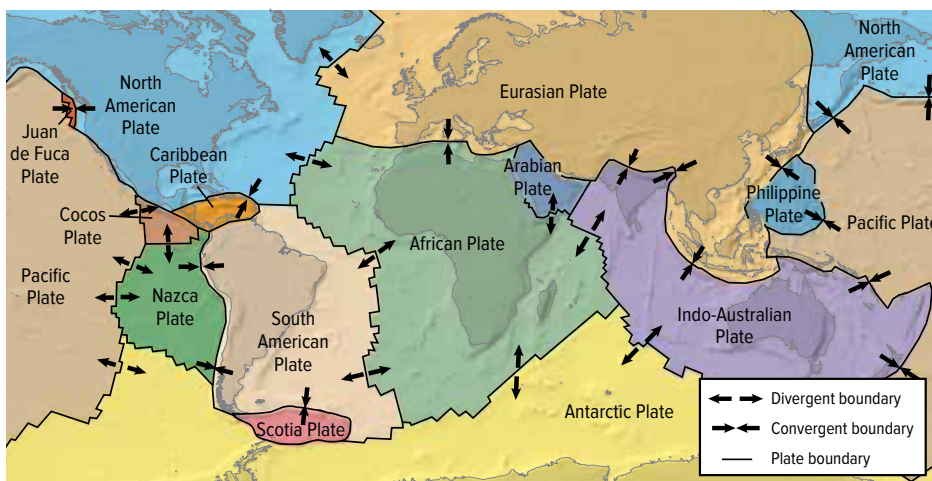 North
American
Plate
Juan
de Fuca
Plate
Caribbean
Plate
Cocos
Plate
Pacific
Plate
Nazca
Plate
South
American
Plate
Scotia Plate
African Plate
Eurasian Plate
Arabian
Plate
Indo-Australian
Plate
Antarctic Plate
Philippine
Plate
North
American
Plate
Pacific Plate
Divergent boundary
Convergent boundary
Plate boundary